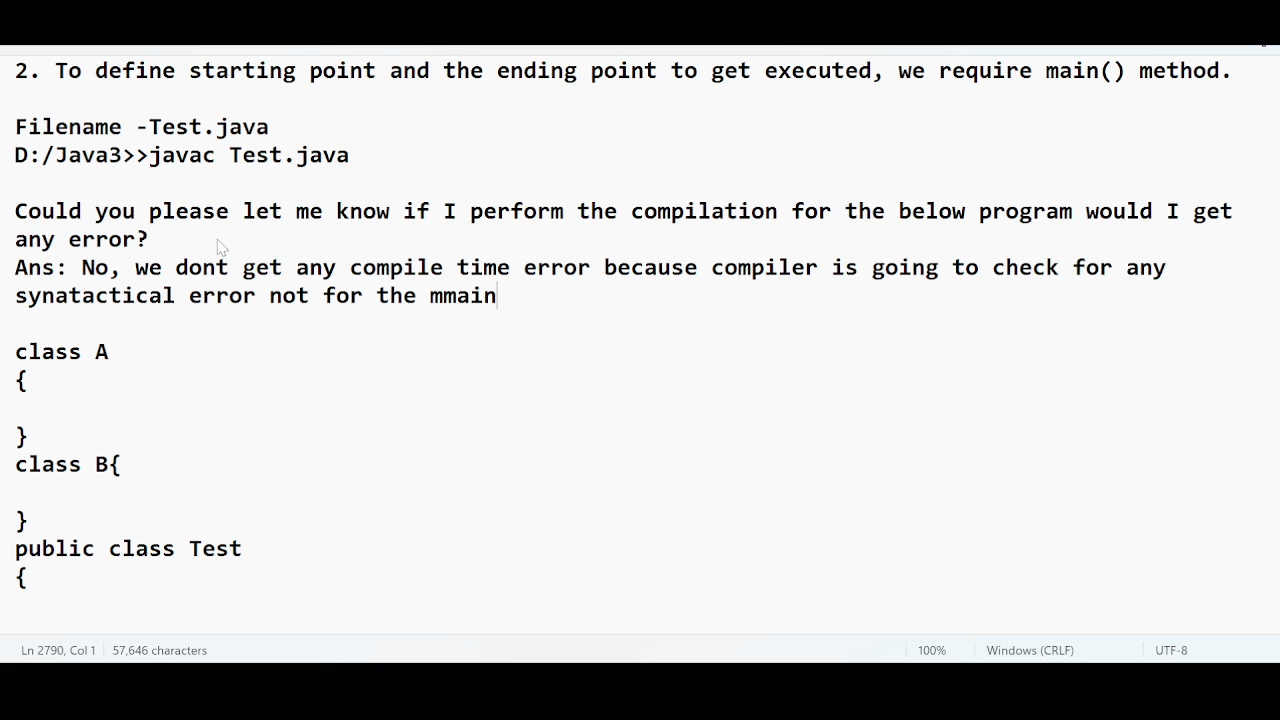 2. To define starting point and the ending point to get executed, we require main() method.
Filename -Test.java
D:/Java3>>javac Test.java
Could you please let me know if I perform the compilation for the below program would I get
any error?
Ans: No, we dont get any compile time error because compiler is going to check for any
synatactical error not for the mmain
class A
{
}
class B{
}
public class Test
{
Ln 2790, Col 1
57,646 characters
100%
Windows (CRLF)
UTF-8